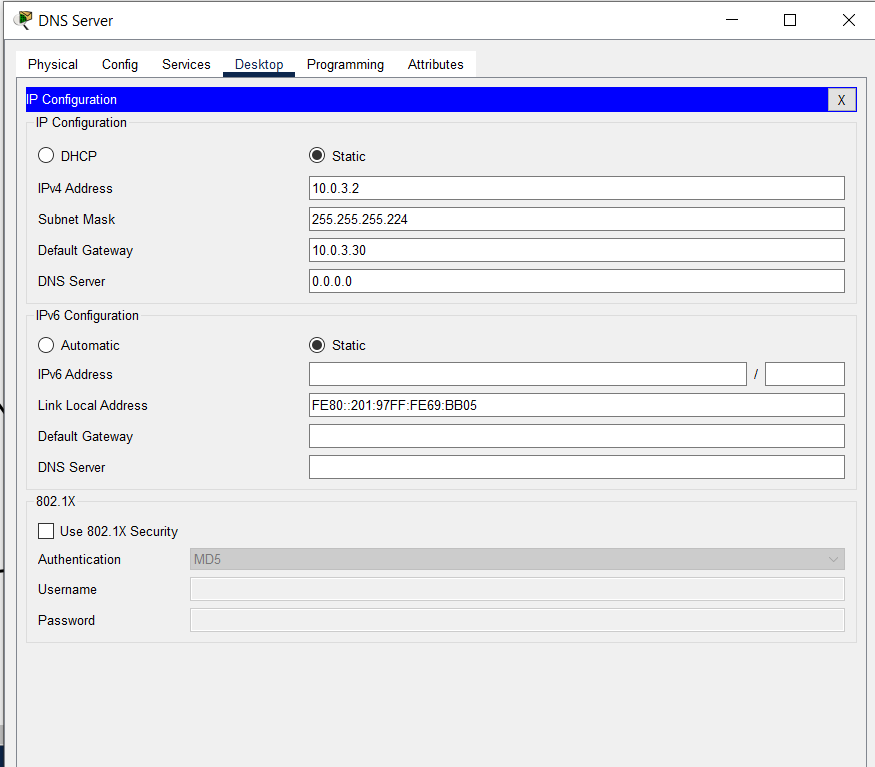 DNS Server
Physical Config Services Desktop Programming Attributes
IP Configuration X
IP Configuration
DHCP Static
IPv4 Address 10.0.3.2
Subnet Mask 255.255.255.224
Default Gateway 10.0.3.30
DNS Server 0.0.0.0
IPv6 Configuration
Automatic Static
IPv6 Address /
Link Local Address FE80::201:97FF:FE69:BB05
Default Gateway
DNS Server
802.1X
Use 802.1X Security
Authentication MD5
Username
Password